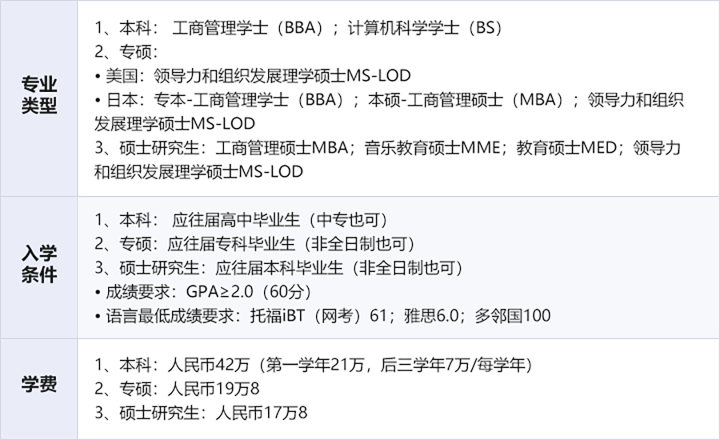 专业
类型
1、本科： 工商管理学士（BBA）；计算机科学学士（BS）
2、专硕：
• 美国：领导力和组织发展理学硕士MS-LOD
• 日本：专本-工商管理学士（BBA）；本硕-工商管理硕士（MBA）；领导力和组织
发展理学硕士MS-LOD
3、硕士研究生：工商管理硕士MBA；音乐教育硕士MME；教育硕士MED；领导力
和组织发展理学硕士MS-LOD
入学
条件
1、本科： 应往届高中毕业生（中专也可）
2、专硕：应往届专科毕业生（非全日制也可）
3、硕士研究生：应往届本科毕业生（非全日制也可）
• 成绩要求：GPA≥2.0（60分）
• 语言最低成绩要求：托福iBT（网考）61；雅思6.0；多邻国100
学费
1、本科：人民币42万（第一学年21万，后三学年7万/每学年）
2、专硕：人民币19万8
3、硕士研究生：人民币17万8